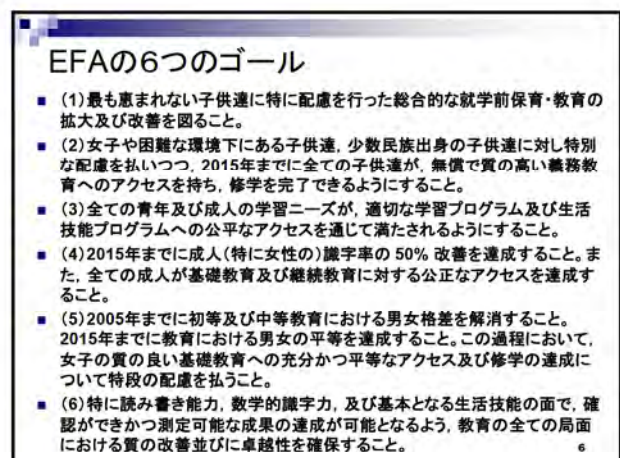 EFAの6つのゴール
■ (1)最も恵まれない子供達に特に配慮を行った総合的な就学前保育・教育の
拡大及び改善を図ること。
■ (2)女子や困難な環境下にある子供達，少数民族出身の子供達に対し特別
な配慮を払いつつ，2015年までに全ての子供達が，無償で質の高い義務教
育へのアクセスを持ち，修学を完了できるようにすること。
■ (3)全ての青年及び成人の学習ニーズが，適切な学習プログラム及び生活
技能プログラムへの公平なアクセスを通じて満たされるようにすること。
■ (4)2015年までに成人(特に女性の)識字率の 50% 改善を達成すること。ま
た，全ての成人が基礎教育及び継続教育に対する公正なアクセスを達成す
ること。
■ (5)2005年までに初等及び中等教育における男女格差を解消すること。
2015年までに教育における男女の平等を達成すること。この過程において，
女子の質の良い基礎教育への充分かつ平等なアクセス及び修学の達成に
ついて特段の配慮を払うこと。
■ (6)特に読み書き能力，数学的識字力，及び基本となる生活技能の面で，確
認ができかつ測定可能な成果の達成が可能となるよう，教育の全ての局面
における質の改善並びに卓越性を確保すること。
6